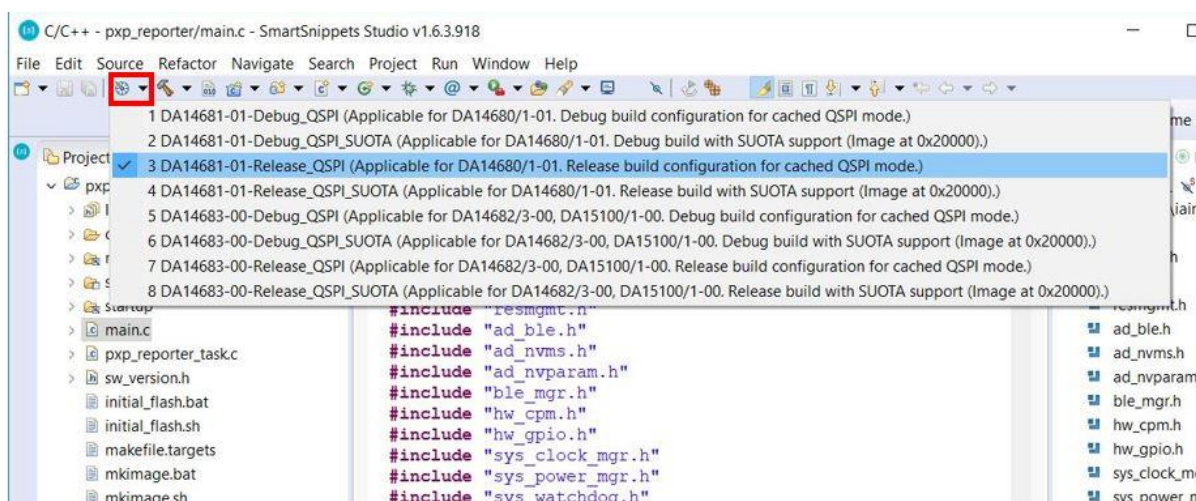 C/C++ - pxp_reporter/main.c - SmartSnippets Studio v1.6.3.918
File Edit Source Refactor Navigate Search Project Run Window Help
1 DA14681-01-Debug_QSPI (Applicable for DA14680/1-01. Debug build configuration for cached QSPI mode.)
2 DA14681-01-Debug_QSPI_SUOTA (Applicable for DA14680/1-01. Debug build with SUOTA support (Image at 0x20000).)
3 DA14681-01-Release_QSPI (Applicable for DA14680/1-01. Release build configuration for cached QSPI mode.)
4 DA14681-01-Release_QSPI_SUOTA (Applicable for DA14680/1-01. Release build with SUOTA support (Image at 0x20000).)
5 DA14683-00-Debug_QSPI (Applicable for DA14682/3-00, DA15100/1-00. Debug build configuration for cached QSPI mode.)
6 DA14683-00-Debug_QSPI_SUOTA (Applicable for DA14682/3-00, DA15100/1-00. Debug build with SUOTA support (Image at 0x20000).)
7 DA14683-00-Release_QSPI (Applicable for DA14682/3-00, DA15100/1-00. Release build configuration for cached QSPI mode.)
8 DA14683-00-Release_QSPI_SUOTA (Applicable for DA14682/3-00, DA15100/1-00. Release build with SUOTA support (Image at 0x20000).)
Project
pxp
startup
main.c
pxp_reporter_task.c
sw_version.h
initial_flash.bat
initial_flash.sh
makefile.targets
mkimage.bat
mkimage.sh
#include "resmgmt.h"
#include "ad_ble.h"
#include "ad_nvms.h"
#include "ad_nvparam.h"
#include "ble_mgr.h"
#include "hw_cpm.h"
#include "hw_gpio.h"
#include "sys_clock_mgr.h"
#include "sys_power_mgr.h"
#include "sys_watchdog.h"
me
resmgmt.h
ad_ble.h
ad_nvms.h
ad_nvparam
ble_mgr.h
hw_cpm.h
hw_gpio.h
sys_clock_m
sys_power_m